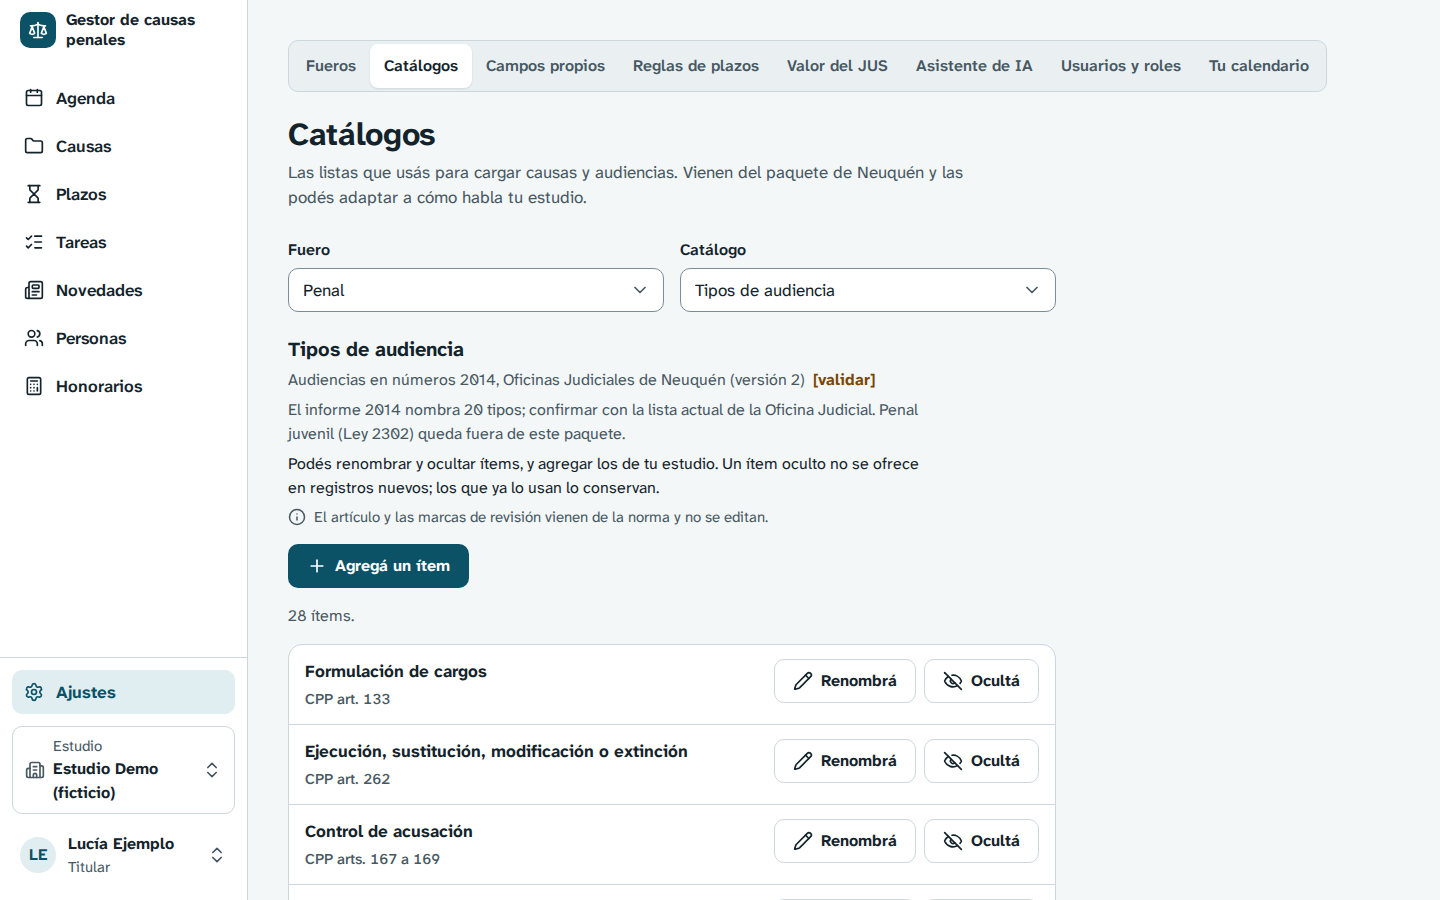 Gestor de causas
penales
Agenda
Causas
Plazos
Tareas
Novedades
Personas
Honorarios
Ajustes
Estudio
Estudio Demo
(ficticio)
LE
Lucía Ejemplo
Titular
Fueros
Catálogos
Campos propios
Reglas de plazos
Valor del JUS
Asistente de IA
Usuarios y roles
Tu calendario
Catálogos
Las listas que usás para cargar causas y audiencias. Vienen del paquete de Neuquén y las
podés adaptar a cómo habla tu estudio.
Fuero
Penal
Catálogo
Tipos de audiencia
Tipos de audiencia
Audiencias en números 2014, Oficinas Judiciales de Neuquén (versión 2) [validar]
El informe 2014 nombra 20 tipos; confirmar con la lista actual de la Oficina Judicial. Penal
juvenil (Ley 2302) queda fuera de este paquete.
Podés renombrar y ocultar ítems, y agregar los de tu estudio. Un ítem oculto no se ofrece
en registros nuevos; los que ya lo usan lo conservan.
El artículo y las marcas de revisión vienen de la norma y no se editan.
Agregá un ítem
28 ítems.
Formulación de cargos
CPP art. 133
Renombrá
Ocultá
Ejecución, sustitución, modificación o extinción
CPP art. 262
Renombrá
Ocultá
Control de acusación
CPP arts. 167 a 169
Renombrá
Ocultá